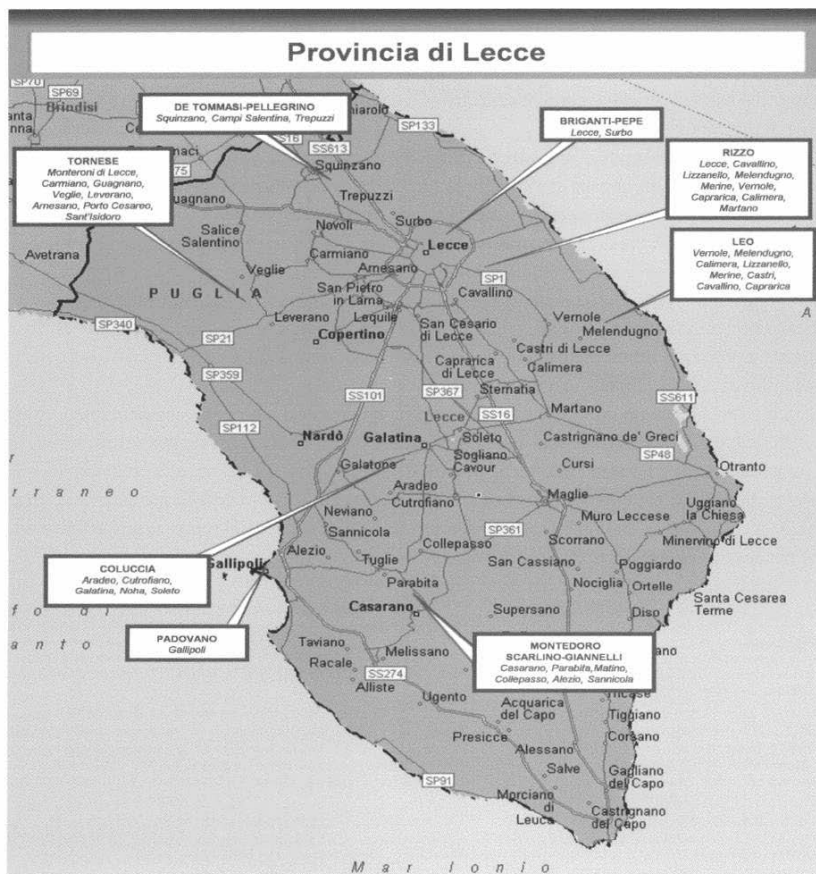 Provincia di Lecce
SP70
SP69
Brindisi
DE TOMMASI-PELLEGRINO
Squinzano, Campi Salentina, Trepuzzi
SP133
BRIGANTI-PEPE
Lecce, Surbo
S16
SS613
TORNESE
Monteroni di Lecce,
Carmiano, Guagnano,
Veglie, Leverano,
Arnesano, Porto Cesareo,
Sant'Isidoro
RIZZO
Lecce, Cavallino,
Lizzanello, Melendugno,
Merine, Vernole,
Caprarica, Calimera,
Martano
Squinzano
Trepuzzi
Surbo
Novoli
Lecce
Salice
Salentino
Avetrana
Carmiano
Arnesano
Veglie
LEO
Vernole, Melendugno,
Calimera, Lizzanello,
Merine, Castri,
Cavallino, Caprarica
SP1
PUGLIA
San Pietro
in Lama
Cavallino
Leverano
Lequile
Vernole
San Cesario
di Lecce
Melendugno
A
SP340
SP21
Copertino
Castri di Lecce
Caprarica
di Lecce
Calimera
SP359
SS101
SP367
Sternatia
SS611
Lecce
SS16
Martano
SP112
Nardò
Galatina
Soleto
Castrignano de' Greci
SP48
Sogliano
Cavour
Galatone
Cursi
Otranto
r
rraneo
Aradeo
Cutrofiano
Maglie
Uggiano
la Chiesa
Neviano
Muro Leccese
Sannicola
SP361
Scorrano
Minervino di Lecce
Alezio
Tuglie
Collepasso
San Cassiano
Poggiardo
Gallipoli
COLUCCIA
Aradeo, Cutrofiano,
Galatina, Noha, Soleto
Parabita
Nociglia
Ortelle
Santa Cesarea
Terme
fo di
Casarano
Supersano
Diso
PADOVANO
Gallipoli
anto
Taviano
MONTEDORO
SCARLINO-GIANNELLI
Casarano, Parabita,Matino,
Collepasso, Alezio, Sannicola
Melissano
Racale
SS274
Alliste
Ugento
Acquarica
del Capo
Tiggiano
Presicce
Corsano
Alessano
Salve
Gagliano
del Capo
SP91
Morciano
di
Leuca
Castrignano
del Capo
Mar Ionio